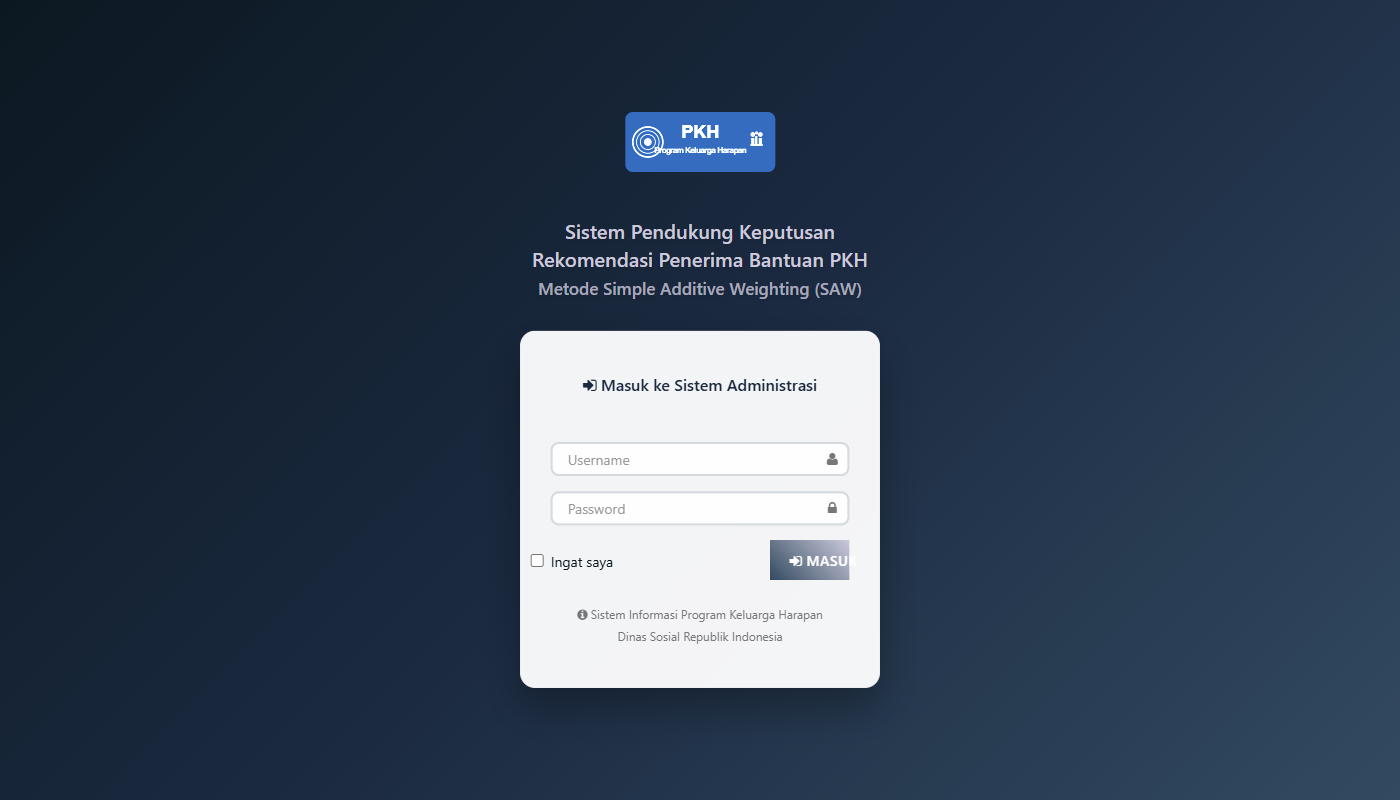 PKH
Program Keluarga Harapan
Sistem Pendukung Keputusan
Rekomendasi Penerima Bantuan PKH
Metode Simple Additive Weighting (SAW)
Masuk ke Sistem Administrasi
Username
Password
Ingat saya
MASUK
Sistem Informasi Program Keluarga Harapan
Dinas Sosial Republik Indonesia